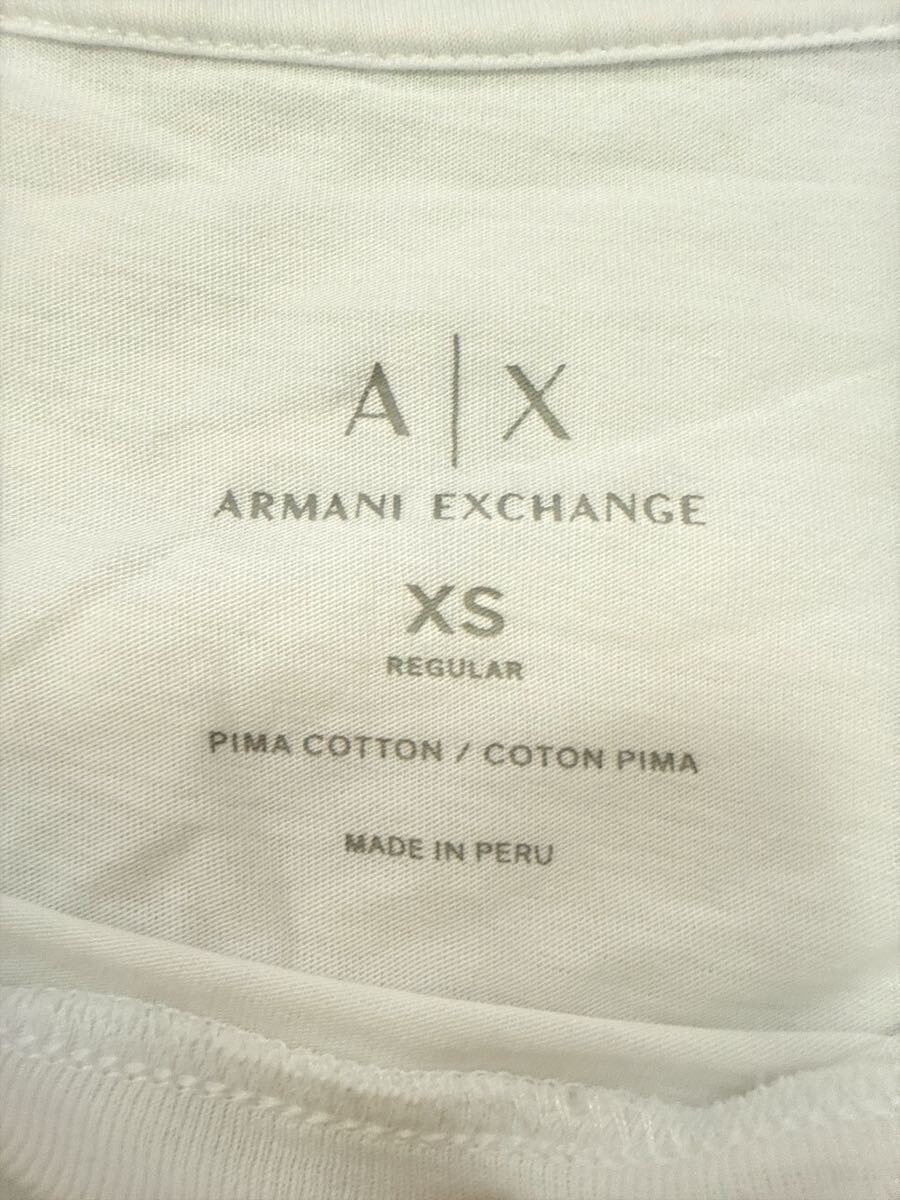 A|X
ARMANI EXCHANGE
XS
REGULAR
PIMA COTTON / COTON PIMA
MADE IN PERU